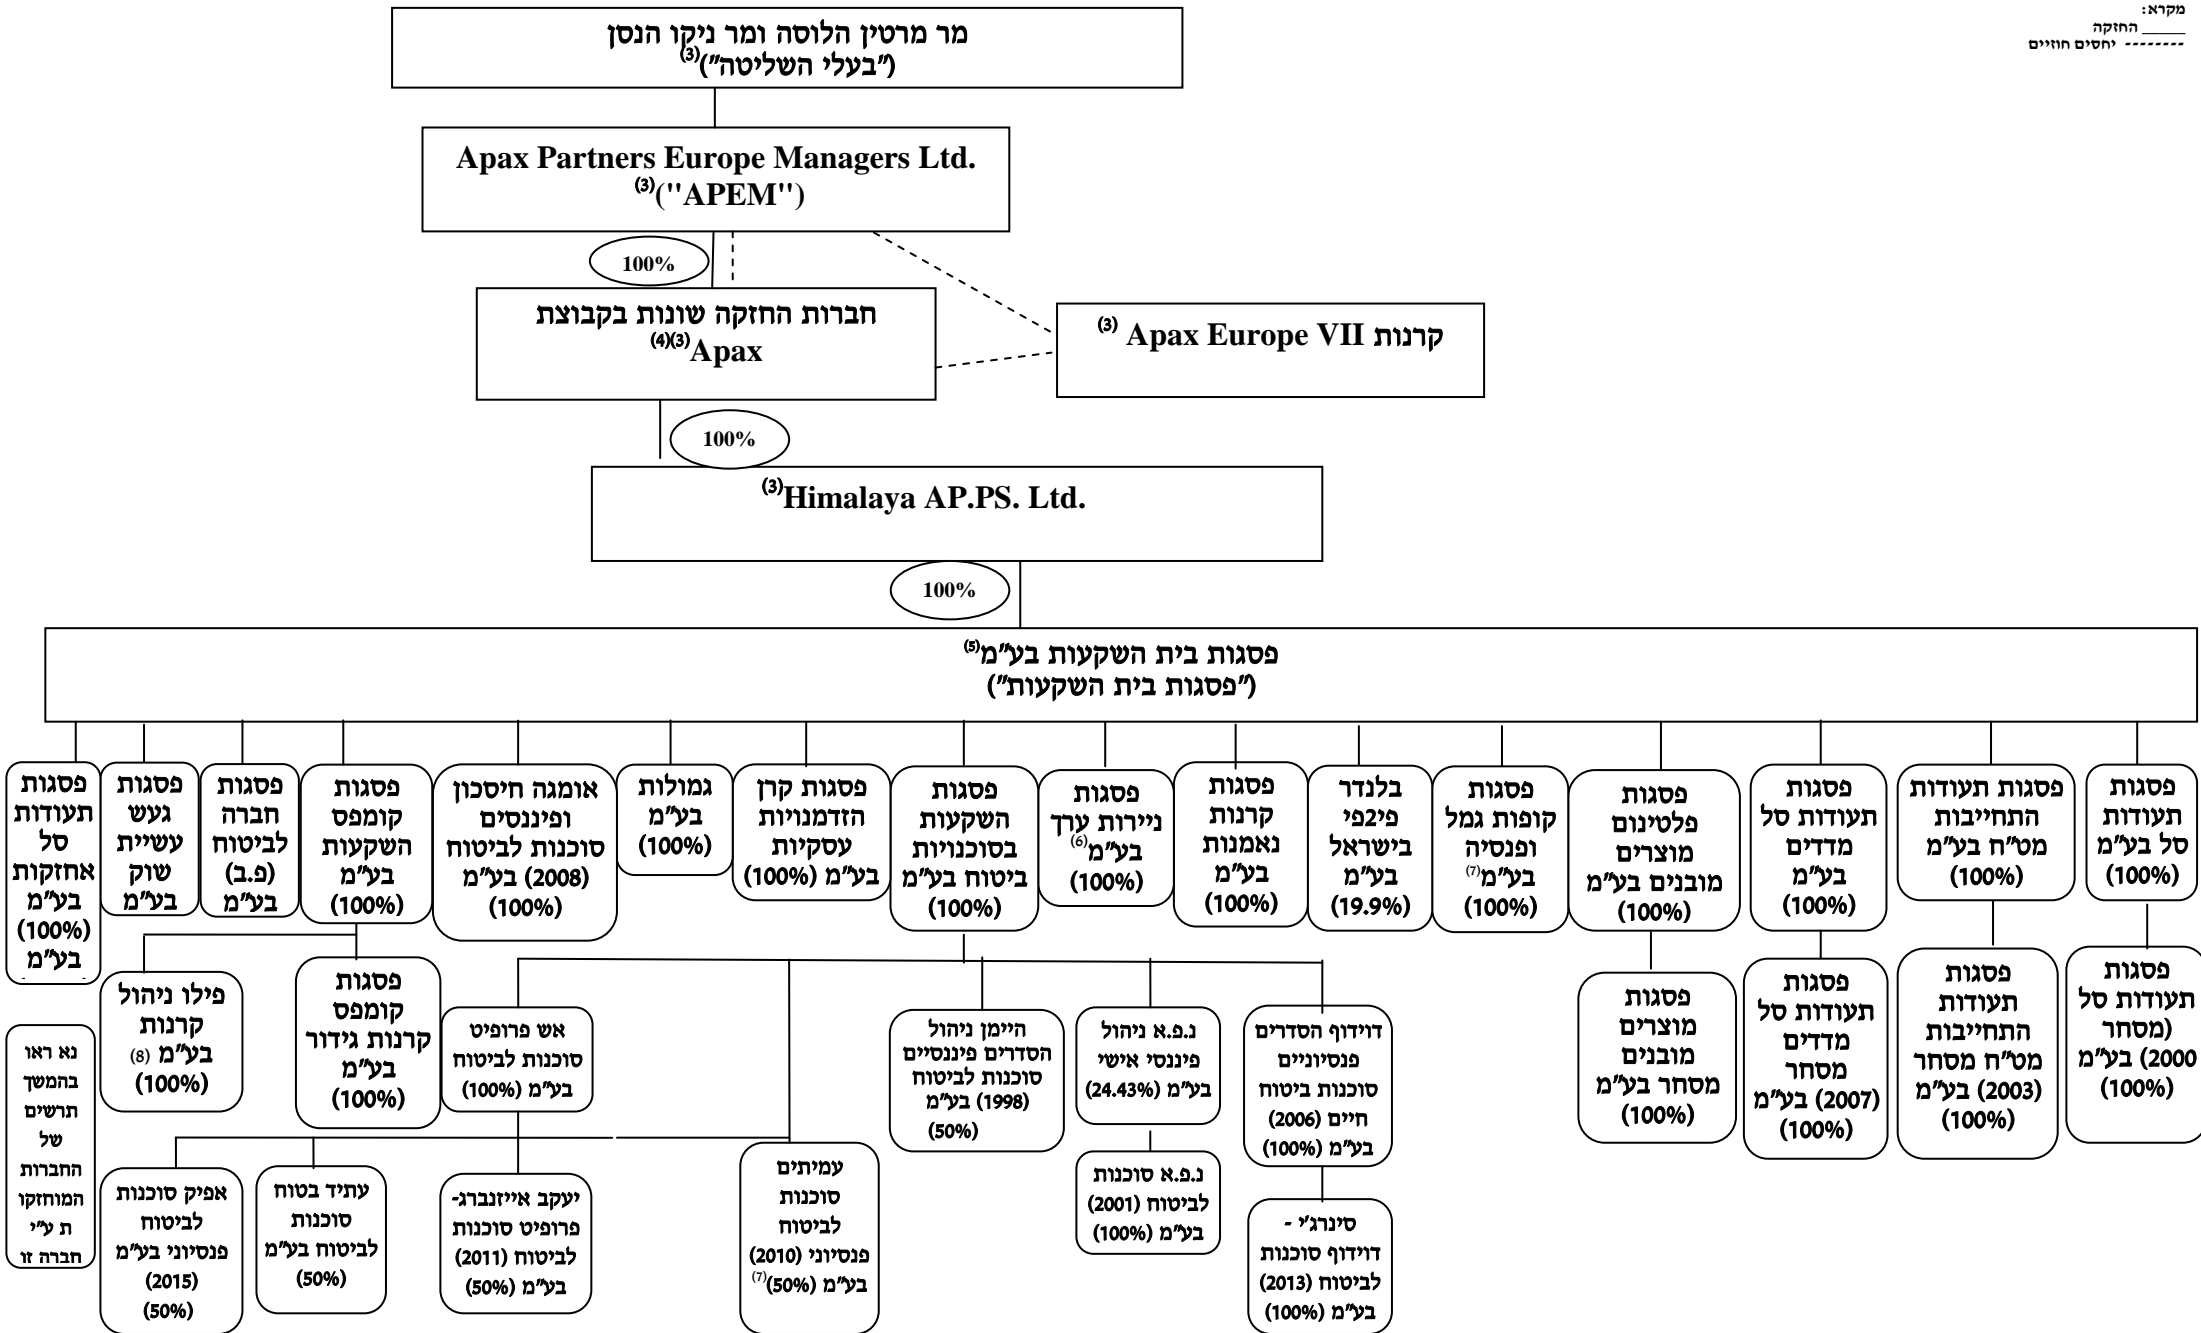 מקרא:
_____ החזקה
-------- יחסים חוזיים
מר מרטין הלוסה ומר ניקו הנסן
("בעלי השליטה")(3)
Apax Partners Europe Managers Ltd.
(3)("APEM")
100%
חברות החזקה שונות בקבוצת
(4)(3)Apax
קרנות Apax Europe VII (3)
100%
(3)Himalaya AP.PS. Ltd.
100%
פסגות בית השקעות בע"מ(5)
("פסגות בית השקעות")
פסגות
תעודות
סל בע"מ
(100%)
פסגות תעודות
התחייבות
מט"ח בע"מ
(100%)
פסגות
תעודות סל
מדדים
בע"מ
(100%)
פסגות
פלטינום
מוצרים
מובנים בע"מ
(100%)
פסגות
קופות גמל
ופנסיה
בע"מ(7)
(100%)
בלנדר
פי2פי
בישראל
בע"מ
(19.9%)
פסגות
קרנות
נאמנות
בע"מ
(100%)
פסגות
ניירות ערך
בע"מ(6)
(100%)
פסגות
השקעות
בסוכנויות
ביטוח בע"מ
(100%)
פסגות קרן
הזדמנויות
עסקיות
בע"מ (100%)
גמולות
בע"מ
(100%)
אומגה חיסכון
ופיננסים
סוכנות לביטוח
(2008) בע"מ
(100%)
פסגות
קומפס
השקעות
בע"מ
(100%)
פסגות
חברה
לביטוח
(פ.ב)
בע"מ
פסגות
געש
עשיית
שוק
בע"מ
פסגות
תעודות
סל
אחזקות
בע"מ
(100%)
בע"מ
פסגות
תעודות סל
(מסחר
2000) בע"מ
(100%)
פסגות
תעודות
התחייבות
מט"ח מסחר
(2003) בע"מ
(100%)
פסגות
תעודות סל
מדדים
מסחר
(2007) בע"מ
(100%)
פסגות
מוצרים
מובנים
מסחר בע"מ
(100%)
דוידוף הסדרים
פנסיוניים
סוכנות ביטוח
חיים (2006)
בע"מ (100%)
נ.פ.א ניהול
פיננסי אישי
בע"מ (24.43%)
היימן ניהול
הסדרים פיננסיים
סוכנות לביטוח
(1998) בע"מ
(50%)
אש פרופיט
סוכנות לביטוח
בע"מ (100%)
פסגות
קומפס
קרנות גידור
בע"מ
(100%)
פילו ניהול
קרנות
בע"מ (8)
(100%)
נא ראו
בהמשך
תרשים
של
החברות
המוחזקו
ת ע"י
חברה זו
סינרג'י -
דוידוף סוכנות
לביטוח (2013)
בע"מ (100%)
נ.פ.א סוכנות
לביטוח (2001)
בע"מ (100%)
עמיתים
סוכנות
לביטוח
פנסיוני (2010)
בע"מ (50%)(7)
יעקב אייזנברג-
פרופיט סוכנות
לביטוח (2011)
בע"מ (50%)
עתיד בטוח
סוכנות
לביטוח בע"מ
(50%)
אפיק סוכנות
לביטוח
פנסיוני בע"מ
(2015)
(50%)